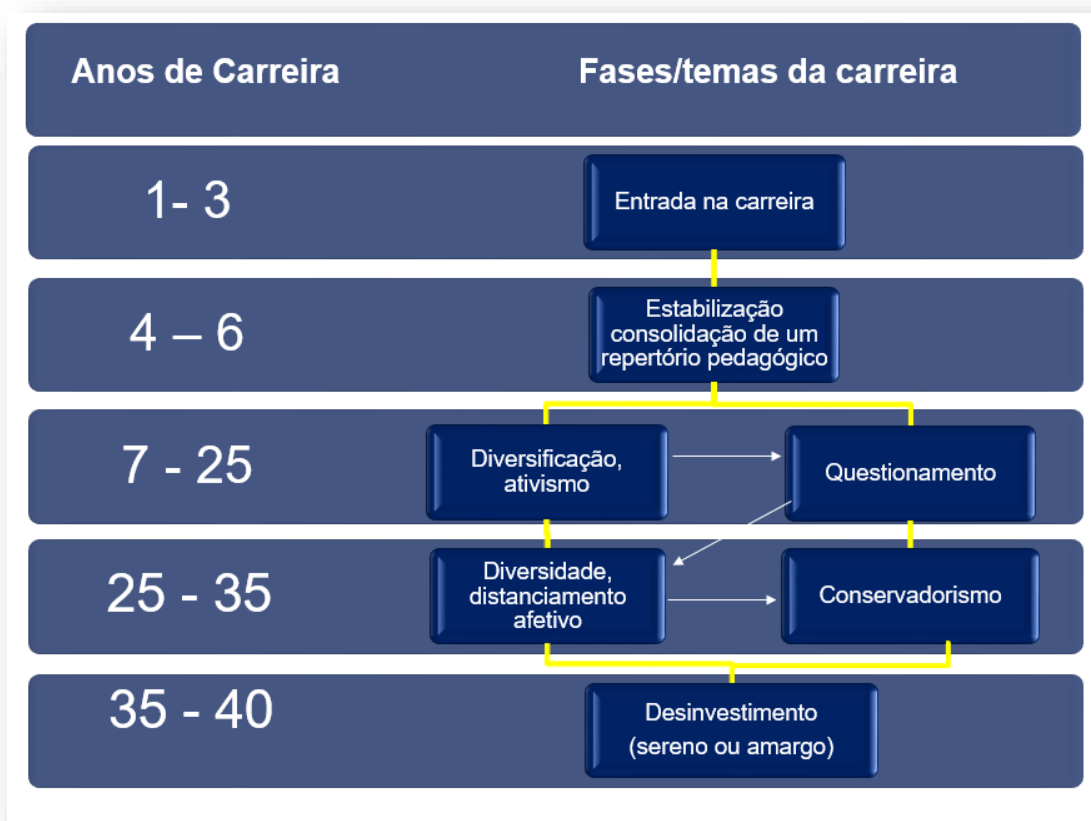 Anos de Carreira
Fases/temas da carreira
1- 3
Entrada na carreira
4 – 6
Estabilização
consolidação de um
repertório pedagógico
7 - 25
Diversificação,
ativismo
Questionamento
25 - 35
Diversidade,
distanciamento
afetivo
Conservadorismo
35 - 40
Desinvestimento
(sereno ou amargo)